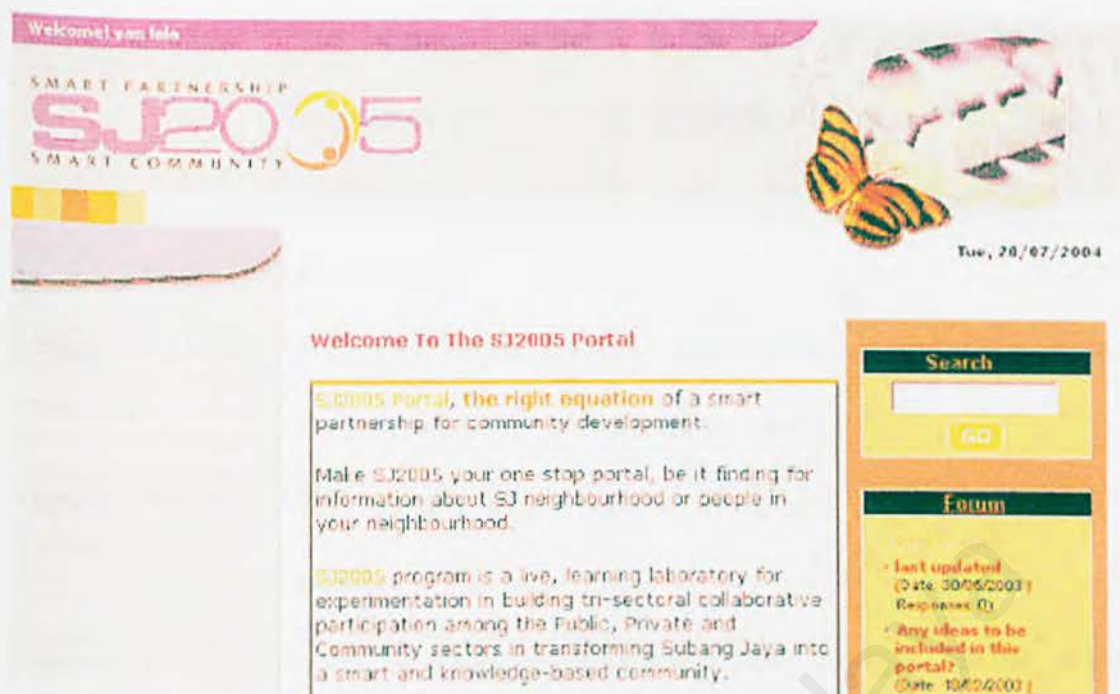 Welcome! van lala
SMART PARTNERSHIP
SJ2005
SMART COMMUNITY
Tue, 20/07/2004
Welcome To The SJ2005 Portal
SJ2005 Portal, the right equation of a smart
partnership for community development.
Make SJ2005 your one stop portal, be it finding for
information about SJ neighbourhood or people in
your neighbourhood.
SJ2005 program is a live, learning laboratory for
experimentation in building tri-sectoral collaborative
participation among the Public, Private and
Community sectors in transforming Subang Jaya into
a smart and knowledge-based community.
Search
GO
Forum
last updated
(Date: 30/06/2003)
Responses: 0)
Any ideas to be
included in this
portal?
(Date: 18/02/2003)